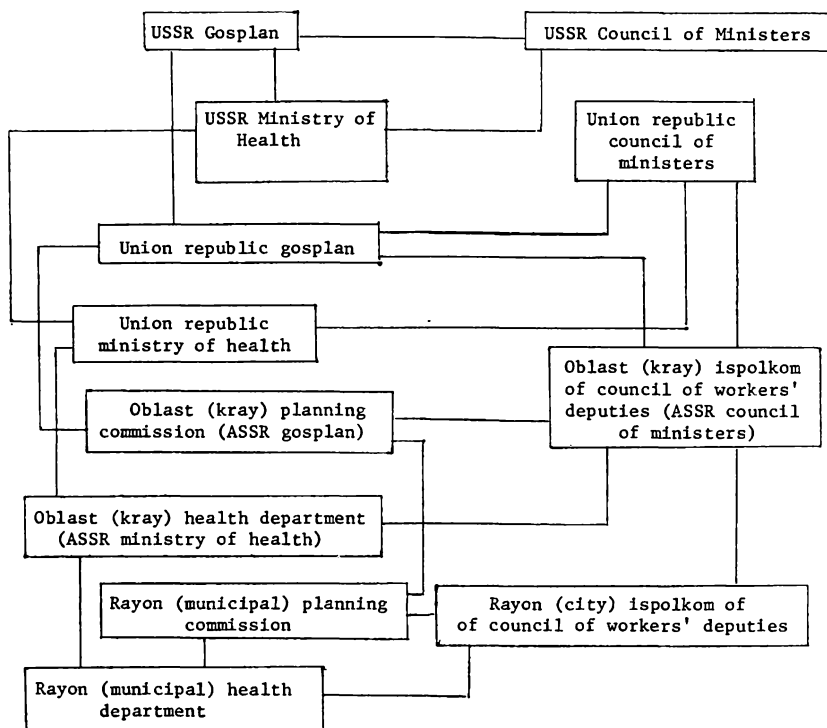 USSR Gosplan
USSR Council of Ministers
USSR Ministry of
Health
Union republic
council of
ministers
Union republic gosplan
Union republic
ministry of health
Oblast (kray) ispolkom
of council of workers'
deputies (ASSR council
of ministers)
Oblast (kray) planning
commission (ASSR gosplan)
Oblast (kray) health department
(ASSR ministry of health)
Rayon (municipal) planning
commission
Rayon (city) ispolkom of
of council of workers' deputies
Rayon (municipal) health
department